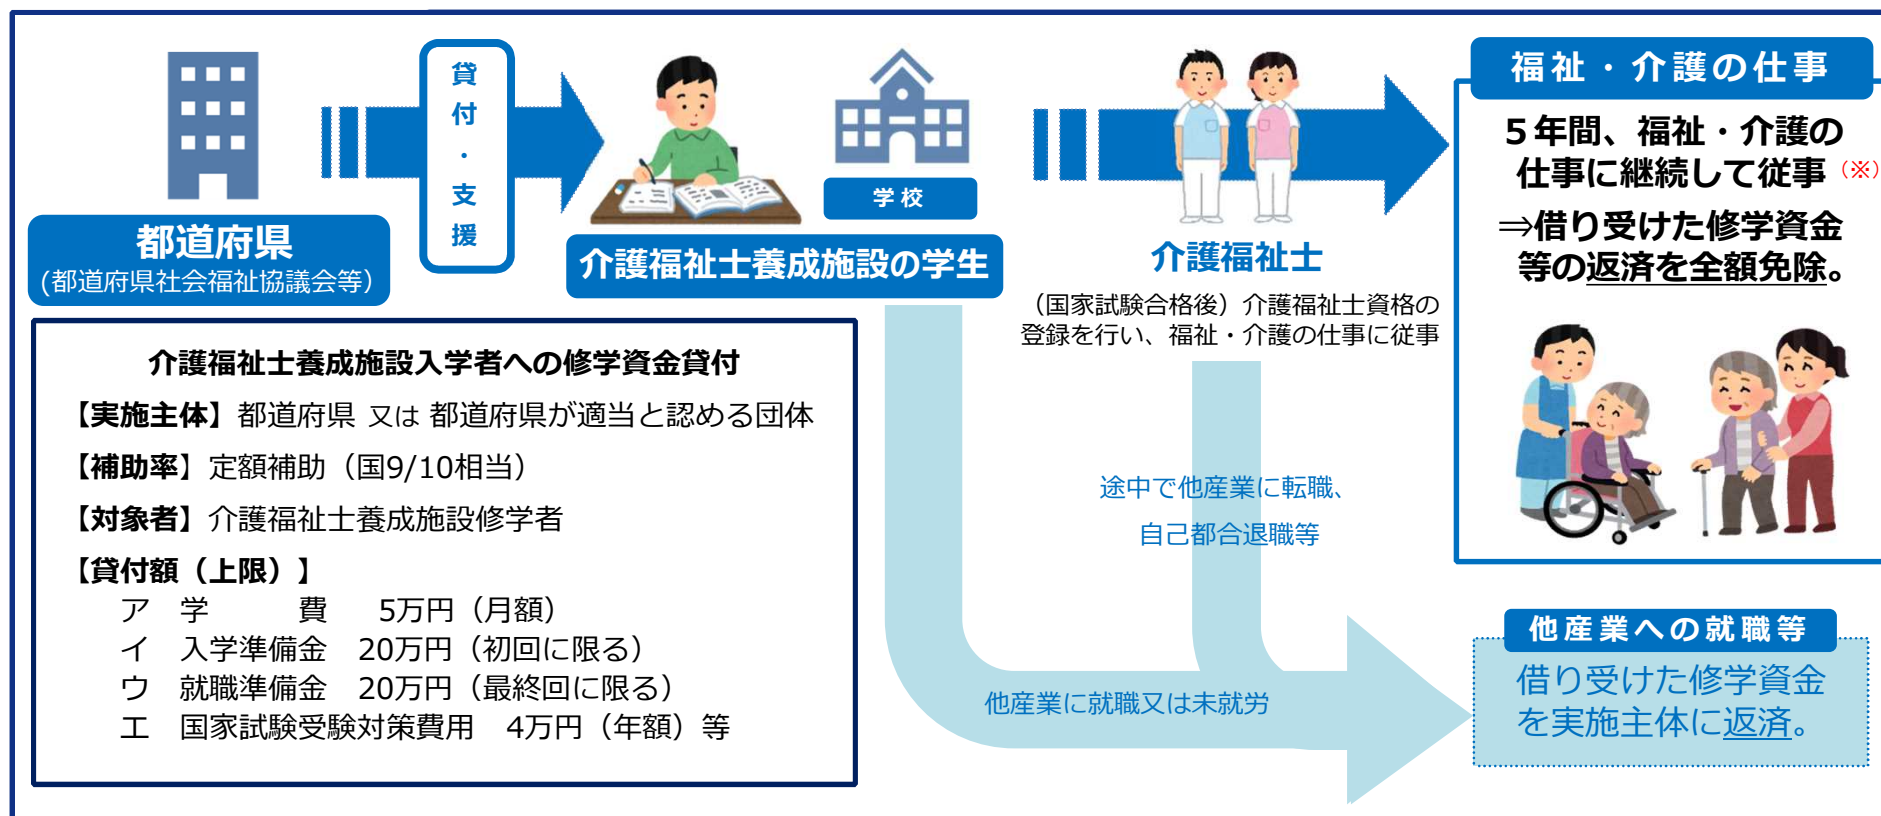 貸付・支援
都道府県
(都道府県社会福祉協議会等)
学校
介護福祉士養成施設の学生
介護福祉士
（国家試験合格後）介護福祉士資格の
登録を行い、福祉・介護の仕事に従事
福祉・介護の仕事
５年間、福祉・介護の
仕事に継続して従事（※）
⇒借り受けた修学資金
等の返済を全額免除。
介護福祉士養成施設入学者への修学資金貸付
【実施主体】都道府県 又は 都道府県が適当と認める団体
【補助率】定額補助（国9/10相当）
【対象者】介護福祉士養成施設修学者
【貸付額（上限）】
ア　学　　　費　　5万円（月額）
イ　入学準備金　20万円（初回に限る）
ウ　就職準備金　20万円（最終回に限る）
エ　国家試験受験対策費用　4万円（年額）等
途中で他産業に転職、
自己都合退職等
他産業に就職又は未就労
他産業への就職等
借り受けた修学資金
を実施主体に返済。